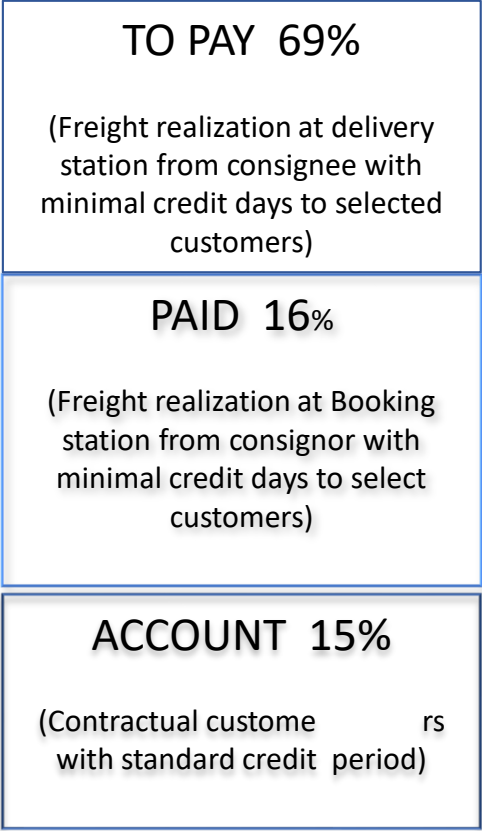 TO PAY 69%
(Freight realization at delivery
station from consignee with
minimal credit days to selected
customers)
PAID 16%
(Freight realization at Booking
station from consignor with
minimal credit days to select
customers)
ACCOUNT 15%
(Contractual custome rs
with standard credit period)